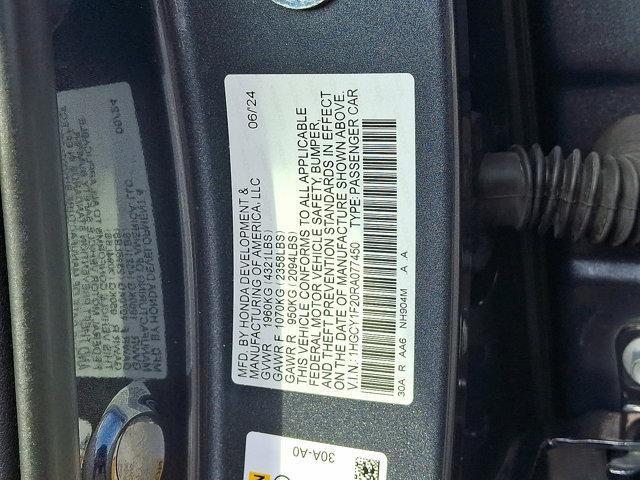 MFD. BY HONDA DEVELOPMENT & 06/24
MANUFACTURING OF AMERICA, LLC
GVWR 1960KG (4321LBS)
GAWR F 1070KG (2358LBS)
GAWR R 950KG (2094LBS)
THIS VEHICLE CONFORMS TO ALL APPLICABLE
FEDERAL MOTOR VEHICLE SAFETY, BUMPER,
AND THEFT PREVENTION STANDARDS IN EFFECT
ON THE DATE OF MANUFACTURE SHOWN ABOVE.
V.I.N.: 1HGCY1F20RA077450 TYPE: PASSENGER CAR
30A R AA6 NH904M A A
30A-A0